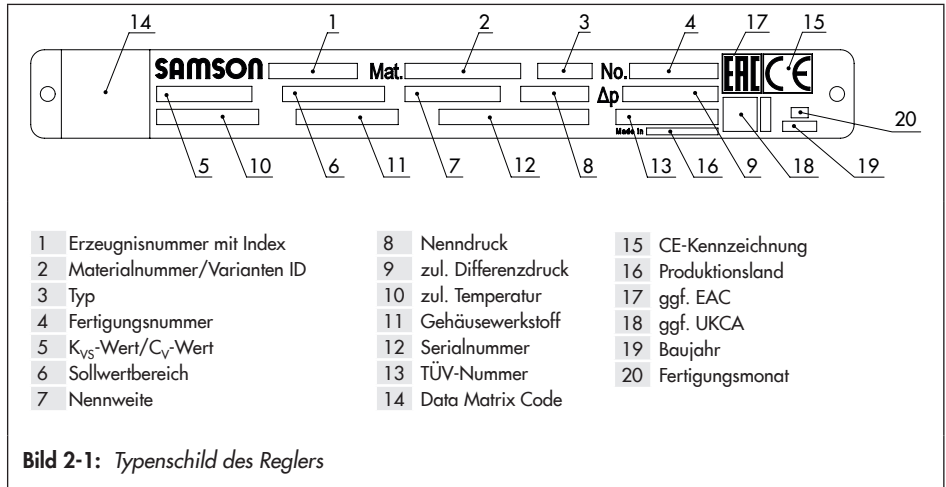 14 1 2 3 4 17 15
SAMSON Mat. No. EAC CE
Δp
Made in
20
5 10 6 11 7 12 8 13 16 9 18 19
1 Erzeugnisnummer mit Index
2 Materialnummer/Varianten ID
3 Typ
4 Fertigungsnummer
5 KVS-Wert/CV-Wert
6 Sollwertbereich
7 Nennweite
8 Nenndruck
9 zul. Differenzdruck
10 zul. Temperatur
11 Gehäusewerkstoff
12 Serialnummer
13 TÜV-Nummer
14 Data Matrix Code
15 CE-Kennzeichnung
16 Produktionsland
17 ggf. EAC
18 ggf. UKCA
19 Baujahr
20 Fertigungsmonat
Bild 2-1: Typenschild des Reglers